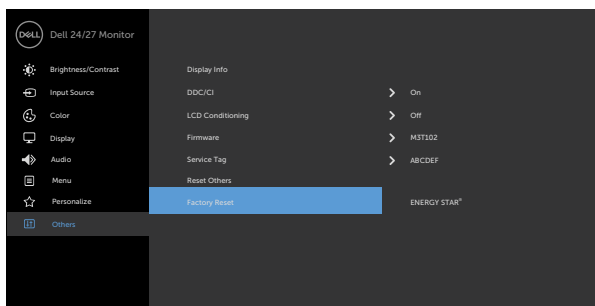 DELL Dell 24/27 Monitor
Brightness/Contrast Display Info
Input Source DDC/CI On
Color LCD Conditioning Off
Display Firmware M3T102
Audio Service Tag ABCDEF
Menu Reset Others
Personalize Factory Reset ENERGY STAR®
Others